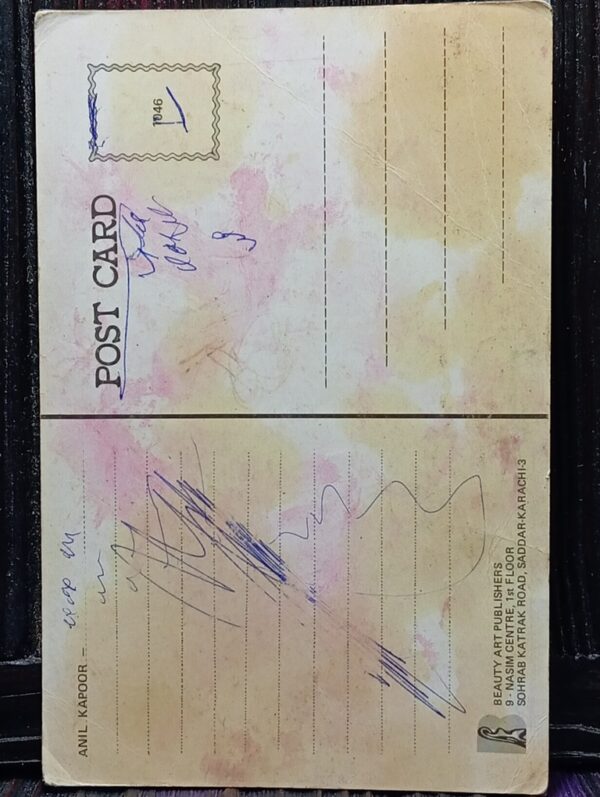 ANIL KAPOOR –
BEAUTY ART PUBLISHERS
9 - NASIM CENTRE, 1st FLOOR
SOHRAB KATRAK ROAD, SADDAR-KARACHI-3
POST CARD
1046